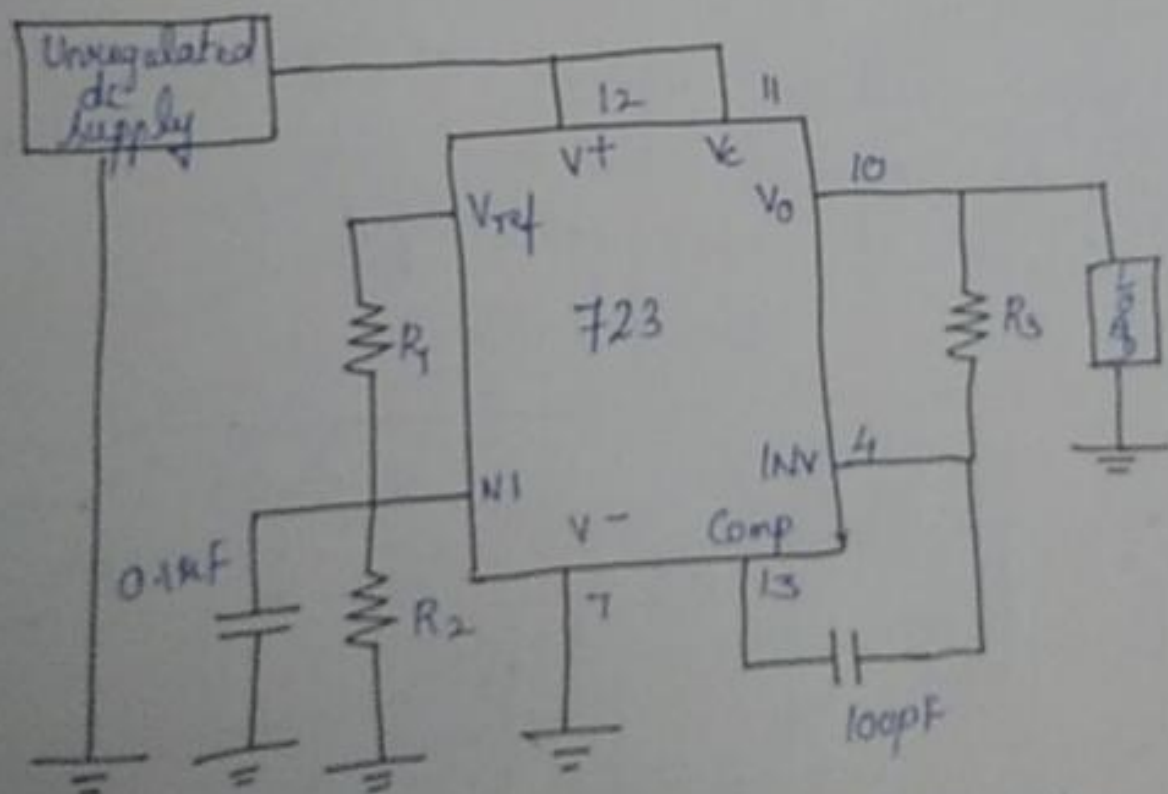 Unregulated
dc
supply
12
11
V+
Vc
10
Vref
Vo
723
R1
R3
LOAD
4
INV
NI
V-
Comp
0.1µF
R2
7
13
100pF